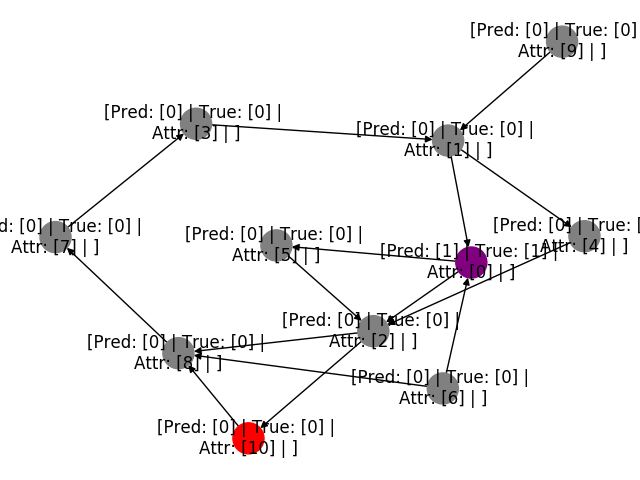 [Pred: [0] | True: [0]
Attr: [9] | ]
[Pred: [0] | True: [0] |
Attr: [3] | ]
[Pred: [0] | True: [0] |
Attr: [1] | ]
d: [0] | True: [0] |
Attr: [7] | ]
[Pred: [0] | True: [0] |
Attr: [5] | ]
[Pred: [1] | True: [1] |
Attr: [0] | ]
[Pred: [0] | True: [
Attr: [4] | ]
[Pred: [0] | True: [0] |
Attr: [2] | ]
[Pred: [0] | True: [0] |
Attr: [8] | ]
[Pred: [0] | True: [0] |
Attr: [6] | ]
[Pred: [0] | True: [0] |
Attr: [10] | ]